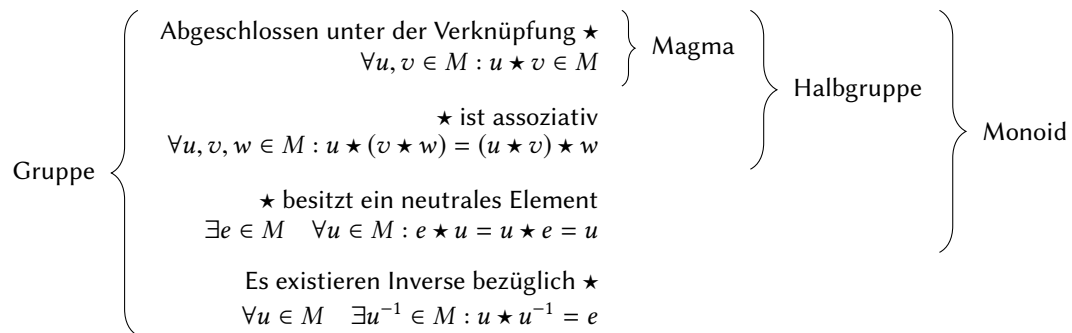 Abgeschlossen unter der Verknüpfung ★
∀u, v ∈ M : u ★ v ∈ M
Magma
Halbgruppe
★ ist assoziativ
∀u, v, w ∈ M : u ★ (v ★ w) = (u ★ v) ★ w
Monoid
Gruppe
★ besitzt ein neutrales Element
∃e ∈ M ∀u ∈ M : e ★ u = u ★ e = u
Es existieren Inverse bezüglich ★
∀u ∈ M ∃u⁻¹ ∈ M : u ★ u⁻¹ = e